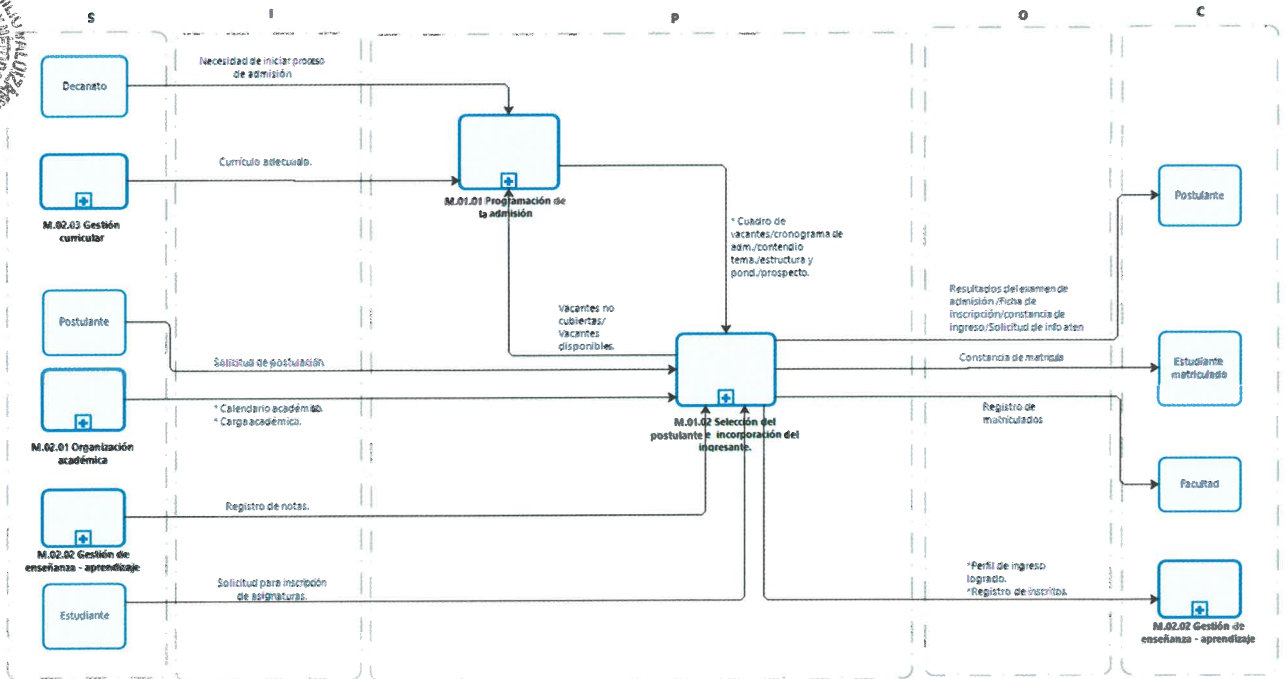 S
I
P
O
C
Decanato
Necesidad de iniciar proceso
de admisión
Currículo adecuado.
M.02.03 Gestión
curricular
M.01.01 Programación de
la admisión
* Cuadro de
vacantes/cronograma de
adm./contendio
tema./estructura y
pond./prospecto.
Vacantes no
cubiertas/
Vacantes
disponibles.
Postulante
Solicitud de postulación
* Calendario académico.
* Carga académica.
M.02.01 Organización
académica
M.01.02 Selección del
postulante e incorporación del
ingresante.
Registro de notas.
M.02.02 Gestión de
enseñanza - aprendizaje
Solicitud para inscripción
de asignaturas.
Estudiante
Resultados del examen de
admisión /Ficha de
inscripción/constancia de
ingreso/Solicitud de info aten
Constancia de matricula
Registro de
matriculados
*Perfil de ingreso
logrado.
*Registro de inscritos.
Postulante
Estudiante
matriculado
Facultad
M.02.02 Gestión de
enseñanza - aprendizaje